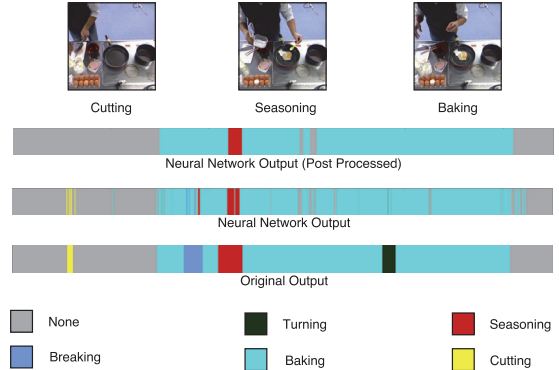 Cutting
Seasoning
Baking
Neural Network Output (Post Processed)
Neural Network Output
Original Output
None
Turning
Seasoning
Breaking
Baking
Cutting